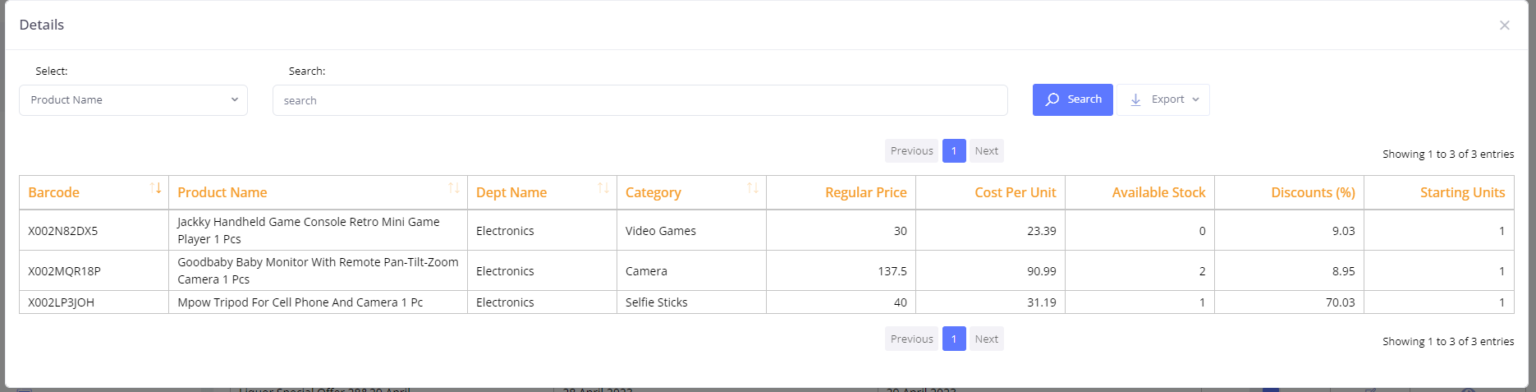 Details
×
Select:
Search:
Product Name
search
Search
Export
Previous 1 Next
Showing 1 to 3 of 3 entries
Barcode Product Name Dept Name Category Regular Price Cost Per Unit Available Stock Discounts (%) Starting Units
X002N82DX5 Jackky Handheld Game Console Retro Mini Game Electronics Video Games 30 23.39 0 9.03 1
Player 1 Pcs
X002MQR18P Goodbaby Baby Monitor With Remote Pan-Tilt-Zoom Electronics Camera 137.5 90.99 2 8.95 1
Camera 1 Pcs
X002LP3JOH Mpow Tripod For Cell Phone And Camera 1 Pc Electronics Selfie Sticks 40 31.19 1 70.03 1
Previous 1 Next
Showing 1 to 3 of 3 entries